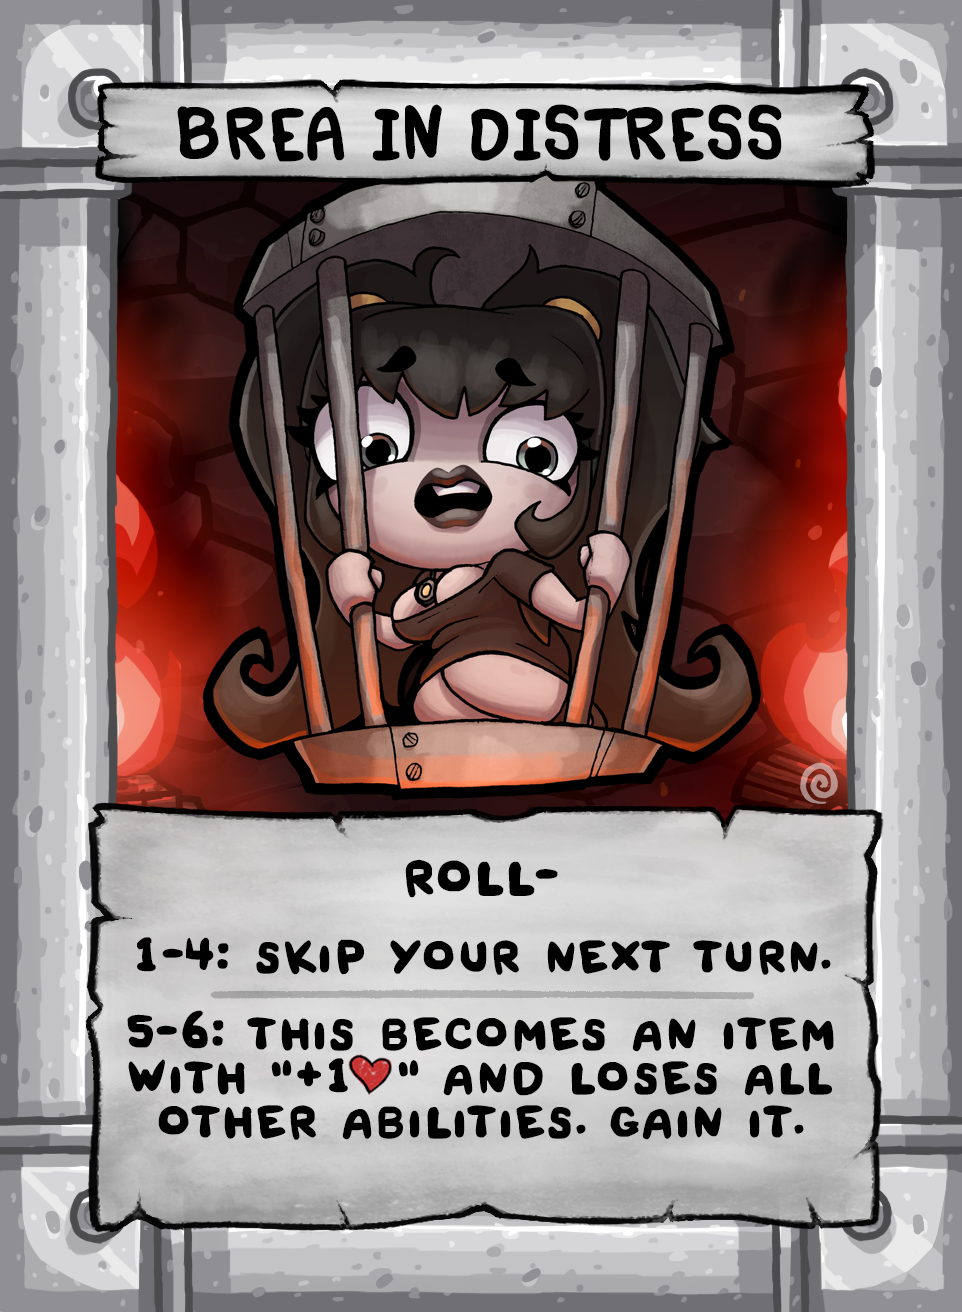 BREA IN DISTRESS
ROLL-
1-4: SKIP YOUR NEXT TURN.
5-6: THIS BECOMES AN ITEM
WITH "+1❤" AND LOSES ALL
OTHER ABILITIES. GAIN IT.